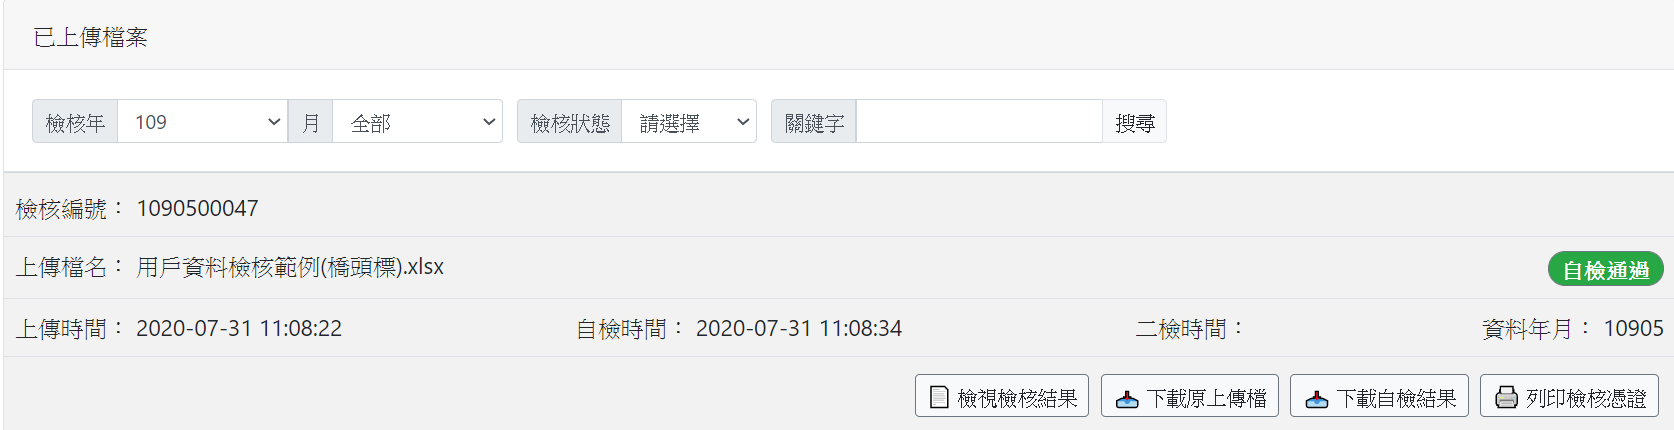 已上傳檔案
檢核年 109 月 全部 檢核狀態 請選擇 關鍵字 搜尋
檢核編號： 1090500047
上傳檔名： 用戶資料檢核範例(橋頭標).xlsx 自檢通過
上傳時間： 2020-07-31 11:08:22 自檢時間： 2020-07-31 11:08:34 二檢時間： 資料年月： 10905
檢視檢核結果 下載原上傳檔 下載自檢結果 列印檢核憑證